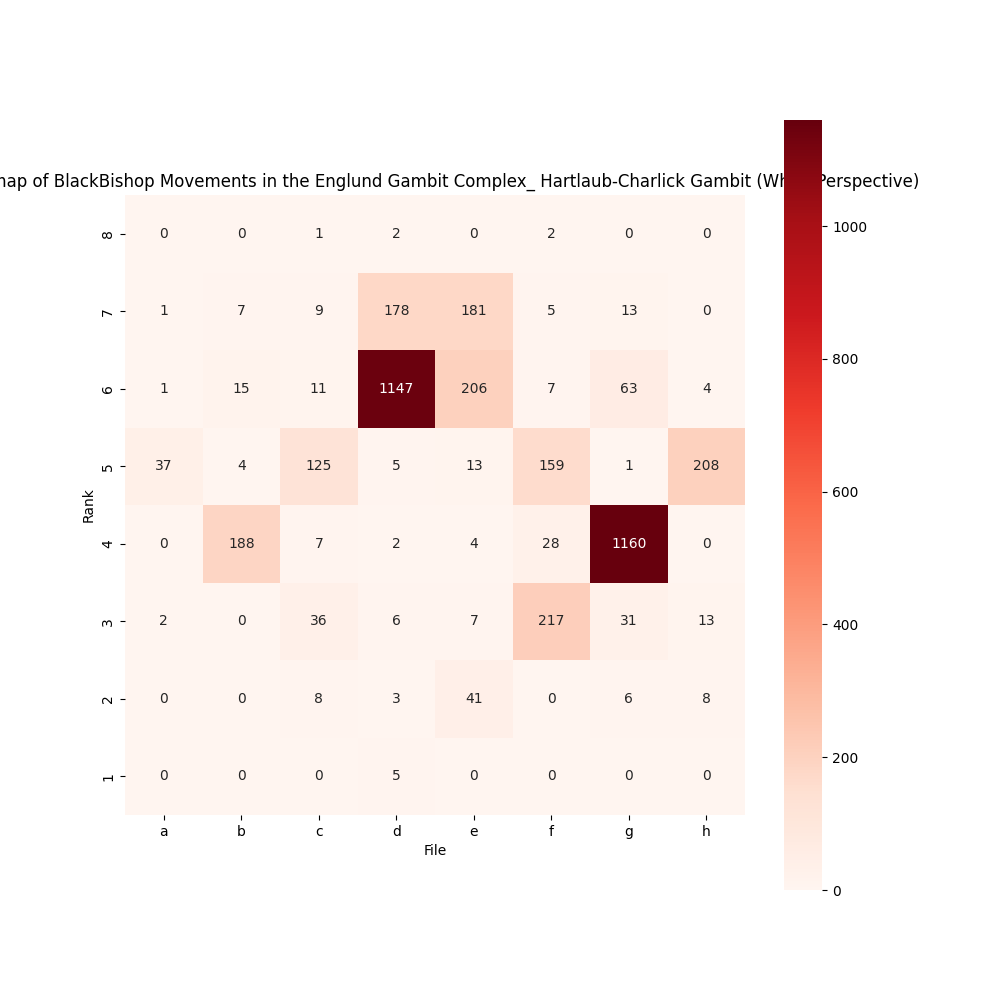 of BlackBishop Movements in the Englund Gambit Complex_ Hartlaub-Charlick Gambit ( Perspective)
8 0 0 1 2 0 2 0 0
7 1 7 9 178 181 5 13 0
6 1 15 11 1147 206 7 63 4
5 37 4 125 5 13 159 1 208
Rank
4 0 188 7 2 4 28 1160 0
3 2 0 36 6 7 217 31 13
2 0 0 8 3 41 0 6 8
1 0 0 0 5 0 0 0 0
a b c d e f g h
File
1000
800
600
400
200
0